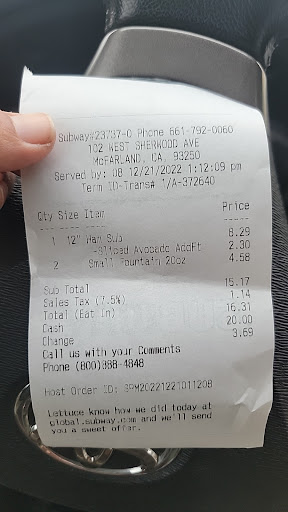 Subway#23737-0 Phone 661-792-0060
102 WEST SHERWOOD AVE
McFARLAND, CA, 93250
Served by: 08 12/21/2022 1:12:09 pm
Term ID-Trans# 1/A-372640
Qty Size Item Price
1 12" Ham Sub 8.29
-Sliced Avocado AddFt 2.30
2 Small Fountain 20oz 4.58
Sub Total 15.17
Sales Tax (7.5%) 1.14
Total (Eat In) 16.31
Cash 20.00
Change 3.69
Call us with your Comments
Phone (800)888-4848
Host Order ID: SPM20221221011208
Lettuce know how we did today at
global.subway.com and we'll send
you a sweet offer.